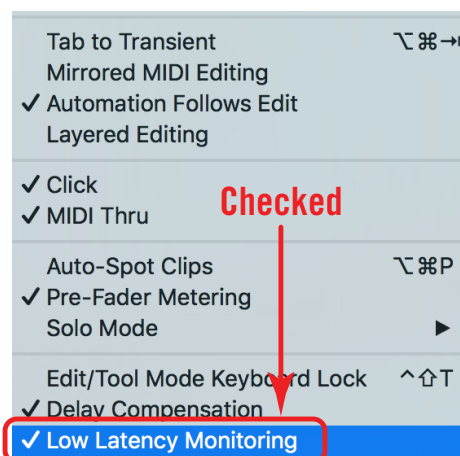 Tab to Transient ⌥⌘→
Mirrored MIDI Editing
✓ Automation Follows Edit
Layered Editing
✓ Click
✓ MIDI Thru
Checked
Auto-Spot Clips ⌥⌘P
✓ Pre-Fader Metering
Solo Mode ▶
Edit/Tool Mode Keyboard Lock ^⇧T
✓ Delay Compensation
✓ Low Latency Monitoring